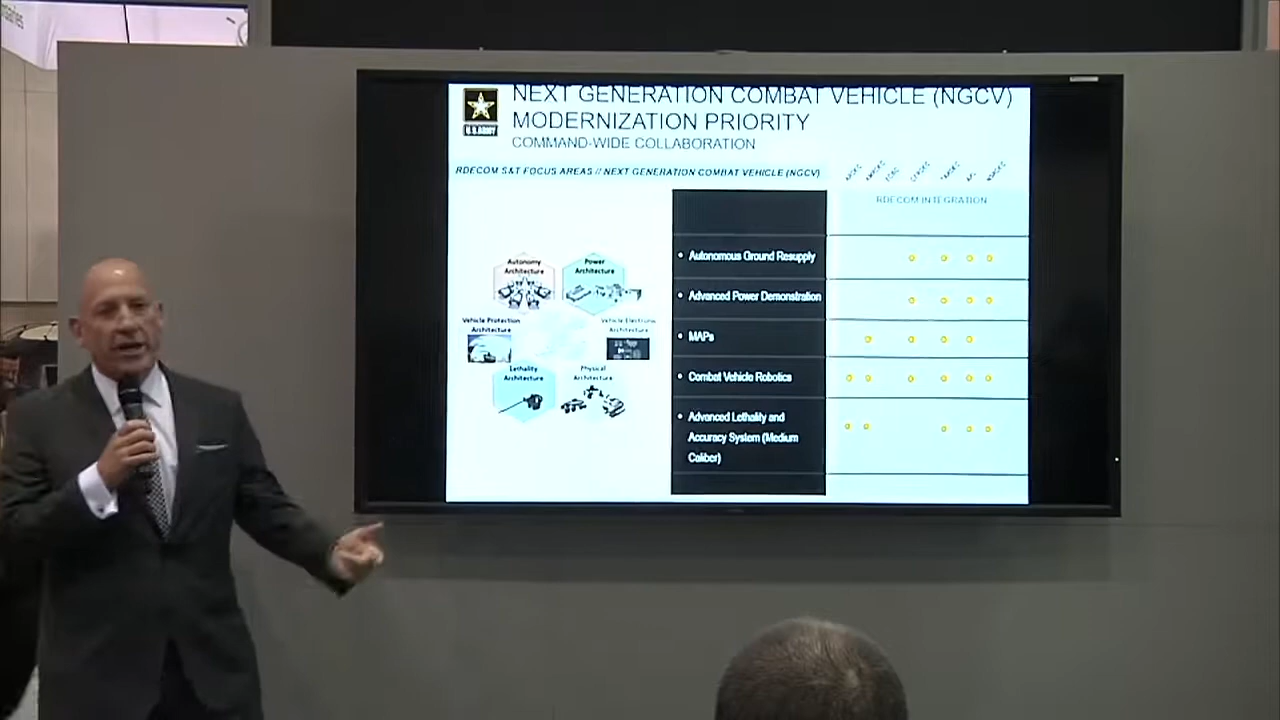 NEXT GENERATION COMBAT VEHICLE (NGCV)
MODERNIZATION PRIORITY
COMMAND-WIDE COLLABORATION
U.S. ARMY
RDECOM S&T FOCUS AREAS // NEXT GENERATION COMBAT VEHICLE (NGCV)
RDECOM INTEGRATION
Autonomy
Architecture
Power
Architecture
Vehicle Protection
Architecture
Vehicle Electronic
Architecture
Lethality
Architecture
Physical
Architecture
• Autonomous Ground Resupply
• Advanced Power Demonstration
• MAPs
• Combat Vehicle Robotics
• Advanced Lethality and
Accuracy System (Medium
Caliber)